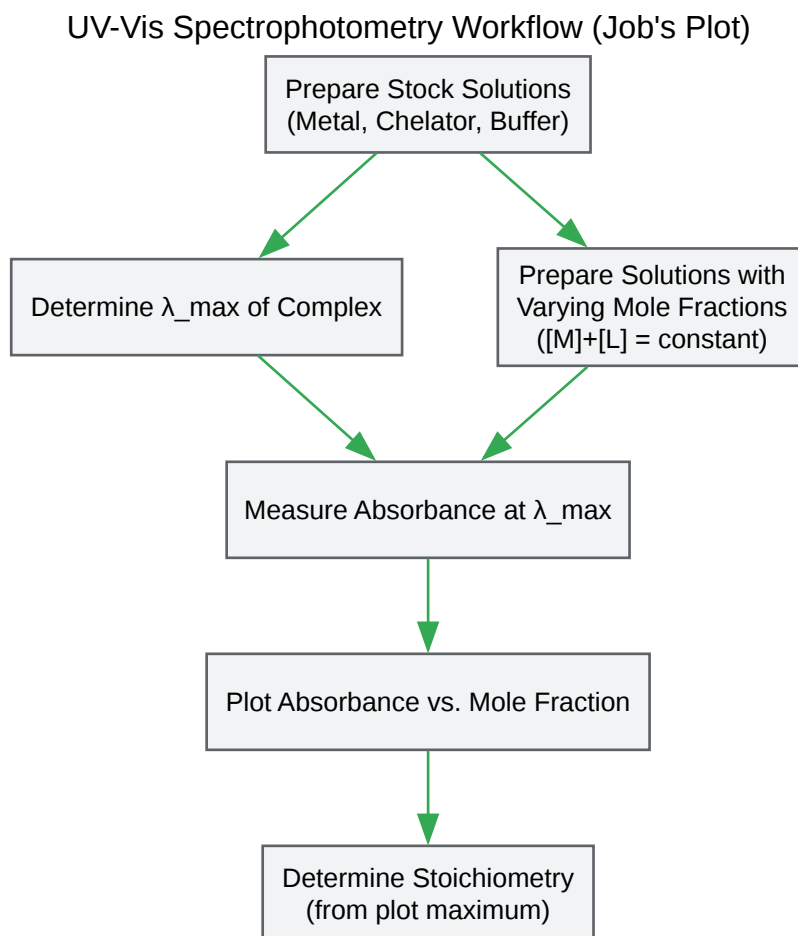 UV-Vis Spectrophotometry Workflow (Job's Plot)
Prepare Stock Solutions
(Metal, Chelator, Buffer)
Determine λ_max of Complex
Prepare Solutions with
Varying Mole Fractions
([M]+[L] = constant)
Measure Absorbance at λ_max
Plot Absorbance vs. Mole Fraction
Determine Stoichiometry
(from plot maximum)